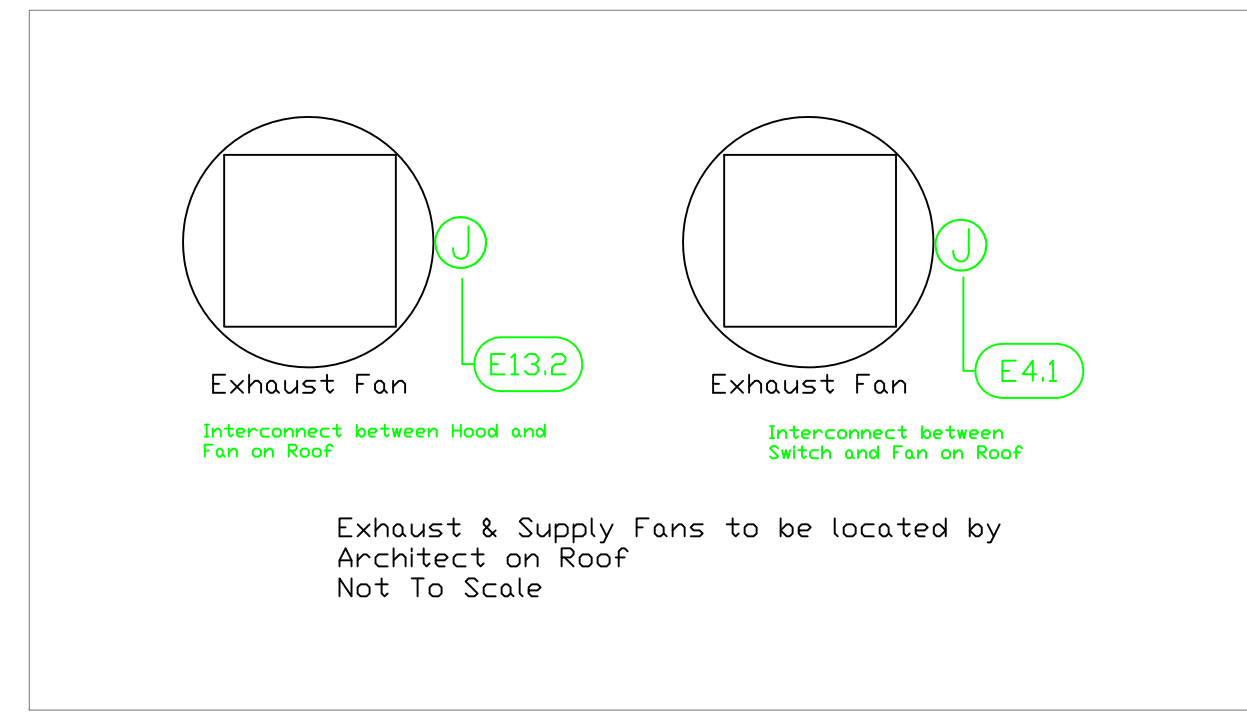 J
E13.2
Exhaust Fan
Interconnect between Hood and
Fan on Roof
J
E4.1
Exhaust Fan
Interconnect between
Switch and Fan on Roof
Exhaust & Supply Fans to be located by
Architect on Roof
Not To Scale